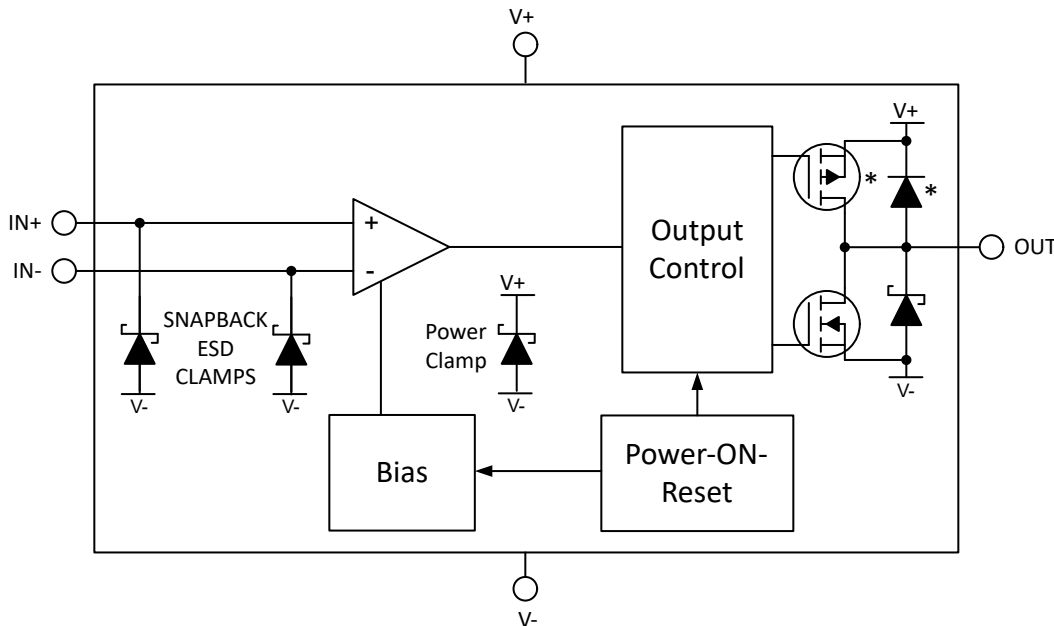 V+
V+
*
*
IN+
+
Output
Control
OUT
IN-
-
V+
SNAPBACK
ESD
CLAMPS
Power
Clamp
V-
V-
V-
V-
Bias
Power-ON-
Reset
V-